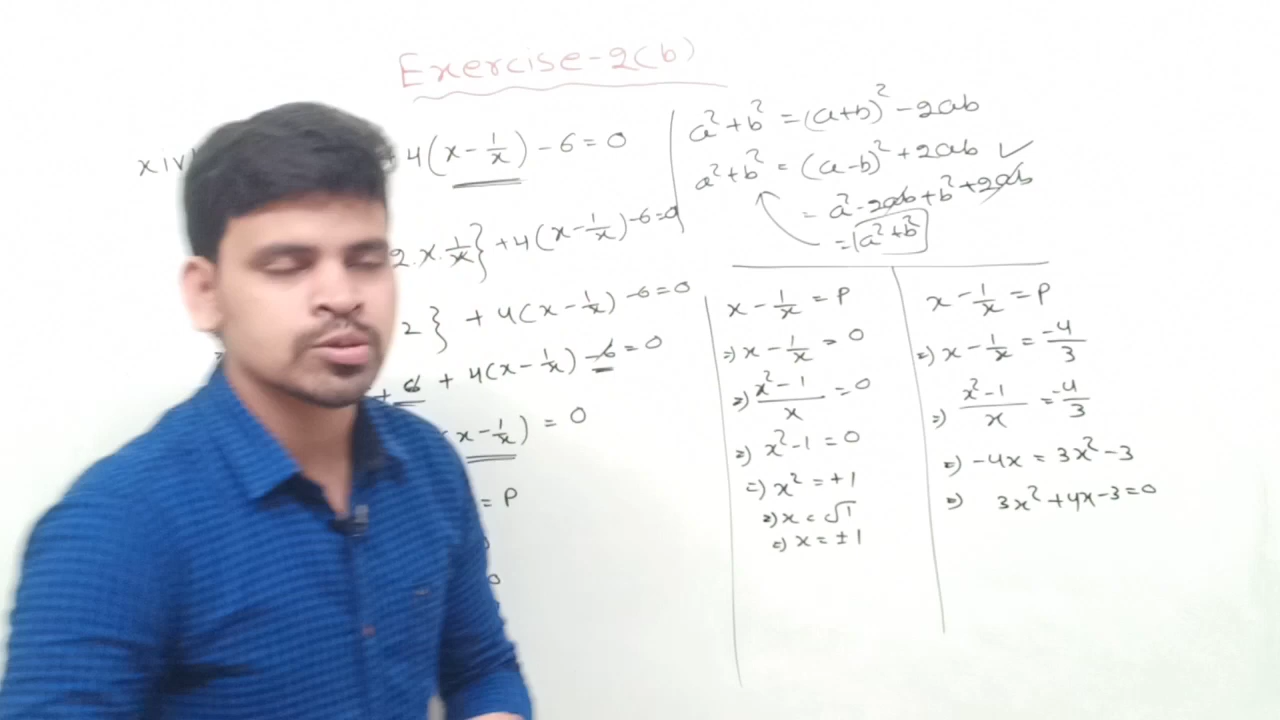 Exercise-2(b)
xiv) + 4(x - 1/x) - 6 = 0
2.x.1/x} + 4(x - 1/x) - 6 = 0
2} + 4(x - 1/x) - 6 = 0
+ 6 + 4(x - 1/x) - 6 = 0
(x - 1/x) = 0
= P
0
a² + b² = (a+b)² - 2ab
a² + b² = (a-b)² + 2ab ✓
= a² - 2ab + b² + 2ab
= a² + b²
x - 1/x = P
=> x - 1/x = 0
=> x² - 1 / x = 0
=> x² - 1 = 0
=> x² = +1
=> x = √1
=> x = ± 1
x - 1/x = P
=> x - 1/x = -4/3
=> x² - 1 / x = -4/3
=> -4x = 3x² - 3
=> 3x² + 4x - 3 = 0